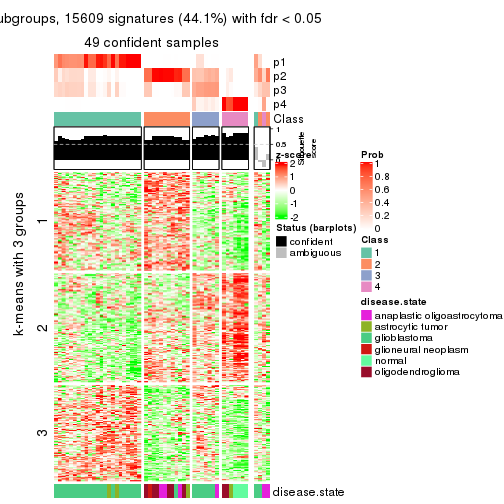 ubgroups, 15609 signatures (44.1%) with fdr < 0.05
49 confident samples
p1
p2
p3
p4
Class
1
0.5
0
Silhouette
score
k-means with 3 groups
1
2
3
disease.state
z-score
2
1
0
-1
-2
Status (barplots)
confident
ambiguous
Prob
1
0.8
0.6
0.4
0.2
0
Class
1
2
3
4
disease.state
anaplastic oligoastrocytoma
astrocytic tumor
glioblastoma
glioneural neoplasm
normal
oligodendroglioma